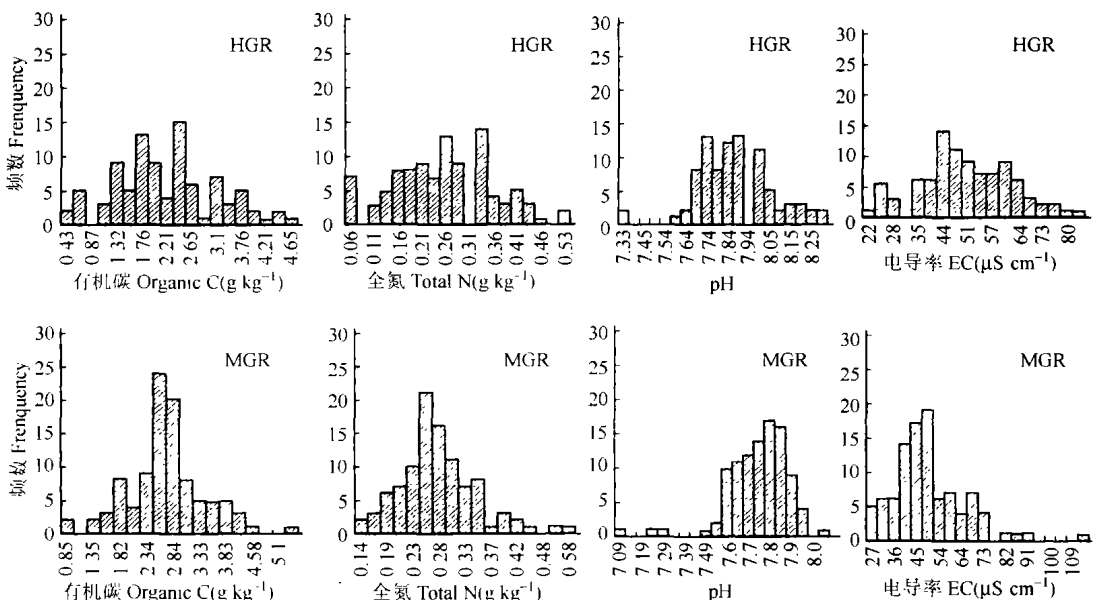 频数 Frenquency
30
25
20
15
10
5
0
HGR
0.43 0.87 1.32 1.76 2.21 2.65 3.1 3.76 4.21 4.65
有机碳 Organic C(g kg⁻¹)
30
25
20
15
10
5
0
HGR
0.06 0.11 0.16 0.21 0.26 0.34 0.36 0.41 0.46 0.53
全氮 Total N(g kg⁻¹)
30
25
20
15
10
5
0
HGR
7.33 7.45 7.54 7.64 7.74 7.84 7.94 8.05 8.15 8.25
pH
30
25
20
15
10
5
0
HGR
22 28 35 44 51 57 64 73 80
电导率 EC(μS cm⁻¹)
频数 Frenquency
30
25
20
15
10
5
0
MGR
0.85 1.35 1.82 2.34 2.84 3.33 3.83 4.58 5.1
有机碳 Organic C(g kg⁻¹)
30
25
20
15
10
5
0
MGR
0.14 0.19 0.23 0.28 0.33 0.37 0.42 0.48 0.58
全氮 Total N(g kg⁻¹)
30
25
20
15
10
5
0
MGR
7.09 7.19 7.29 7.39 7.49 7.6 7.7 7.8 7.9 8.0
pH
30
25
20
15
10
5
0
MGR
27 36 45 54 64 73 82 91 100 109
电导率 EC(μS cm⁻¹)